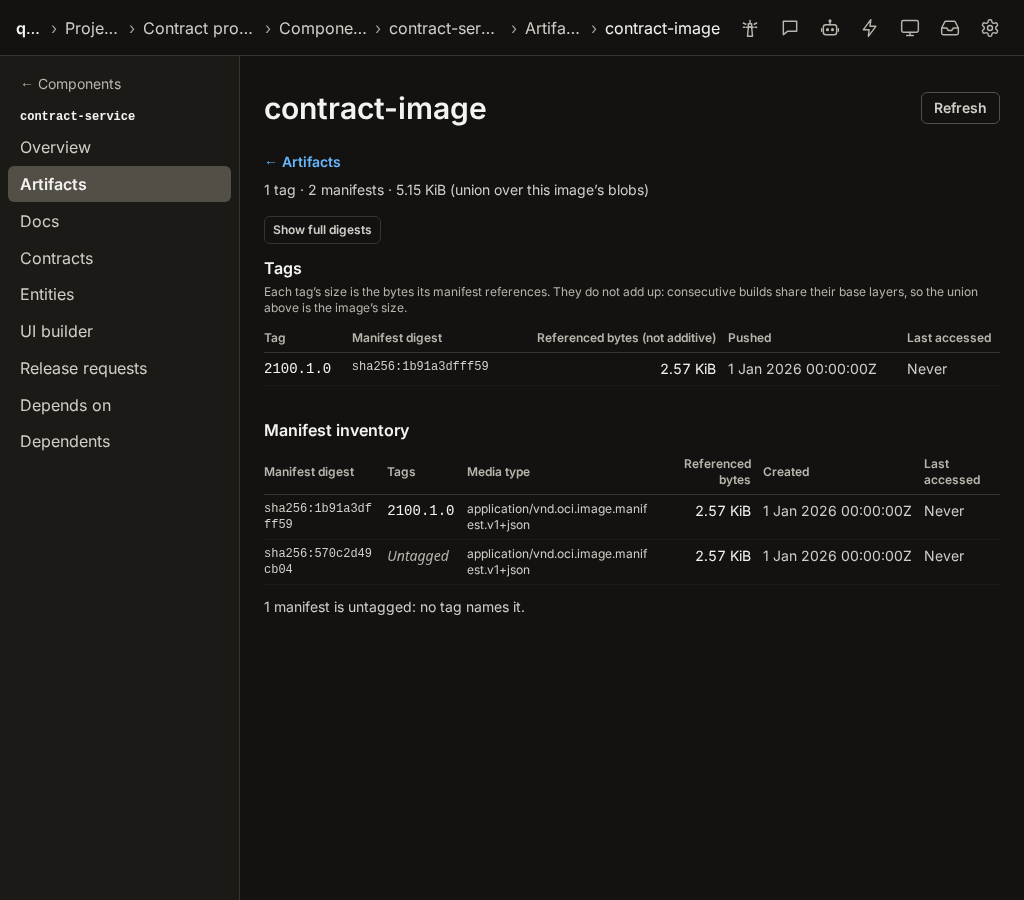 q... › Proje... › Contract pro... › Compone... › contract-ser... › Artifa... › contract-image
← Components
contract-service
Overview
Artifacts
Docs
Contracts
Entities
UI builder
Release requests
Depends on
Dependents
contract-image
Refresh
← Artifacts
1 tag · 2 manifests · 5.15 KiB (union over this image’s blobs)
Show full digests
Tags
Each tag’s size is the bytes its manifest references. They do not add up: consecutive builds share their base layers, so the union
above is the image’s size.
Tag Manifest digest Referenced bytes (not additive) Pushed Last accessed
2100.1.0 sha256:1b91a3dfff59 2.57 KiB 1 Jan 2026 00:00:00Z Never
Manifest inventory
Manifest digest Tags Media type Referenced bytes Created Last accessed
sha256:1b91a3df 2100.1.0 application/vnd.oci.image.manif 2.57 KiB 1 Jan 2026 00:00:00Z Never
ff59 est.v1+json
sha256:570c2d49 Untagged application/vnd.oci.image.manif 2.57 KiB 1 Jan 2026 00:00:00Z Never
cb04 est.v1+json
1 manifest is untagged: no tag names it.